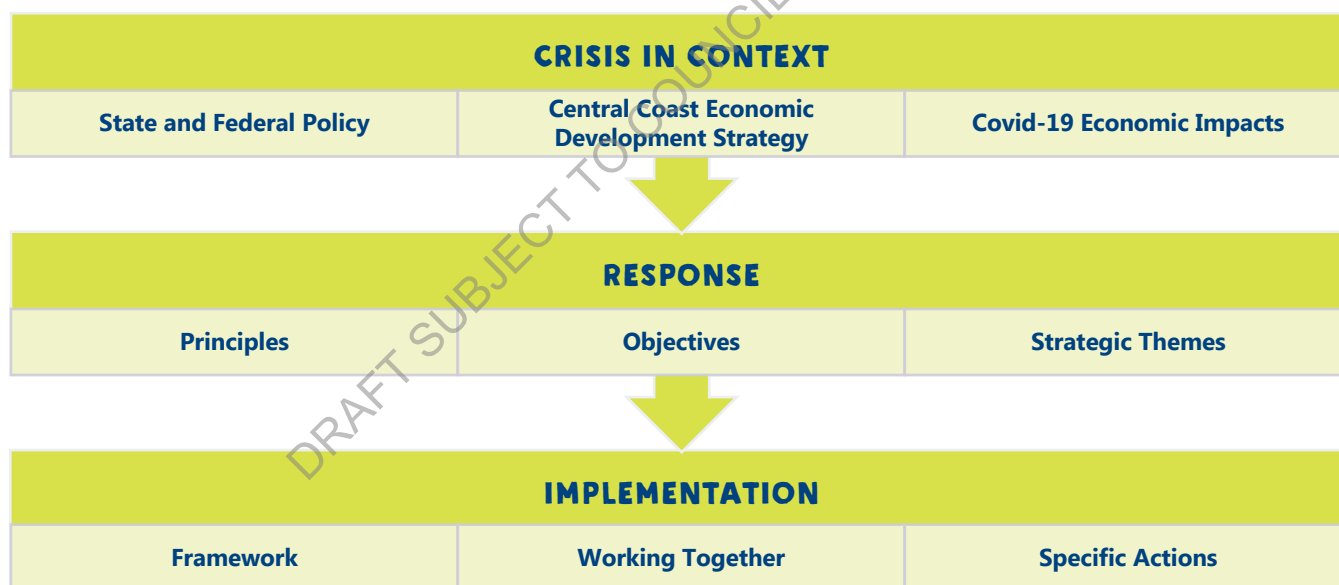 CRISIS IN CONTEXT
State and Federal Policy
Central Coast Economic
Development Strategy
Covid-19 Economic Impacts
RESPONSE
Principles
Objectives
Strategic Themes
IMPLEMENTATION
Framework
Working Together
Specific Actions
DRAFT SUBJECT TO COUNCIL